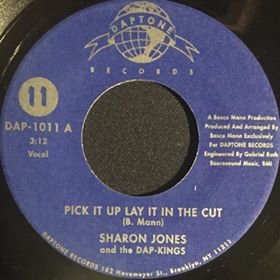 DAPTONE
RECORDS
11
DAP-1011 A
3:12
Vocal
A Bosco Mann Production
Produced And Arranged By
Bosco Mann Exclusively
For DAPTONE RECORDS
Engineered By Gabriel Roth
Boscosound Music, BMI
PICK IT UP LAY IT IN THE CUT
(B. Mann)
SHARON JONES
and the DAP-KINGS
DAPTONE RECORDS 182 Havemeyer St., Brooklyn, NY 11211